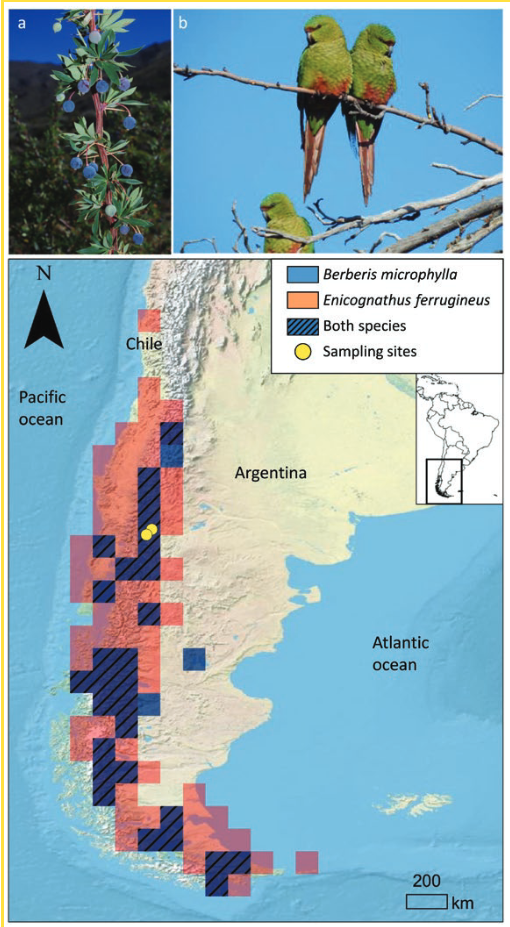 a
b
N
Berberis microphylla
Enicognathus ferrugineus
Both species
Sampling sites
Chile
Pacific
ocean
Argentina
Atlantic
ocean
200
km